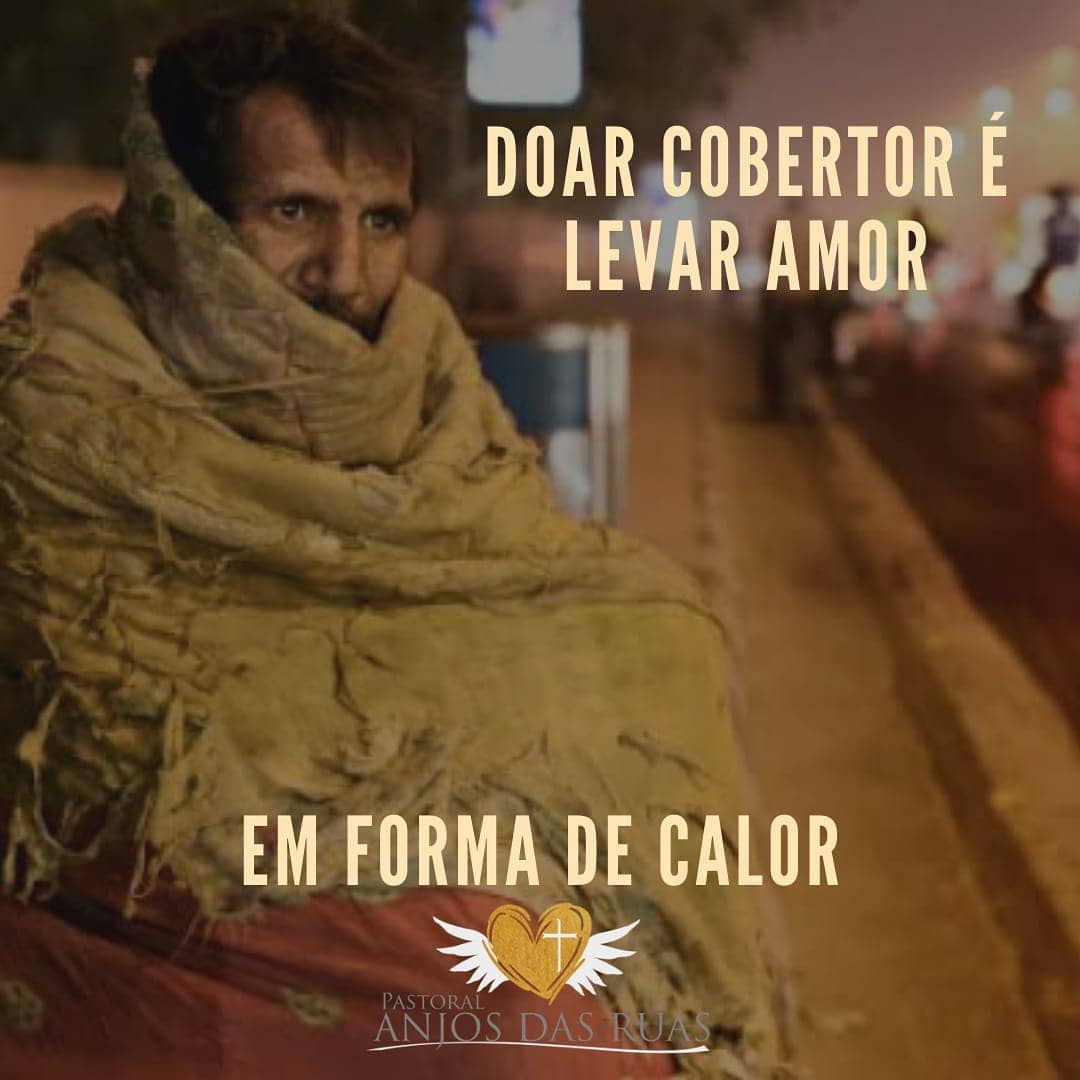 DOAR COBERTOR É
LEVAR AMOR
EM FORMA DE CALOR
PASTORAL
ANJOS DAS RUAS